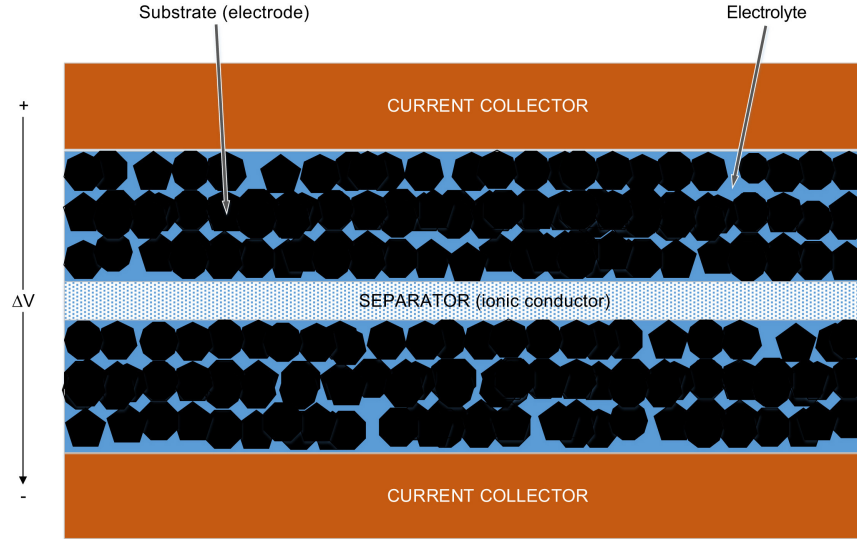 Substrate (electrode)
Electrolyte
+
CURRENT COLLECTOR
ΔV
SEPARATOR (ionic conductor)
-
CURRENT COLLECTOR